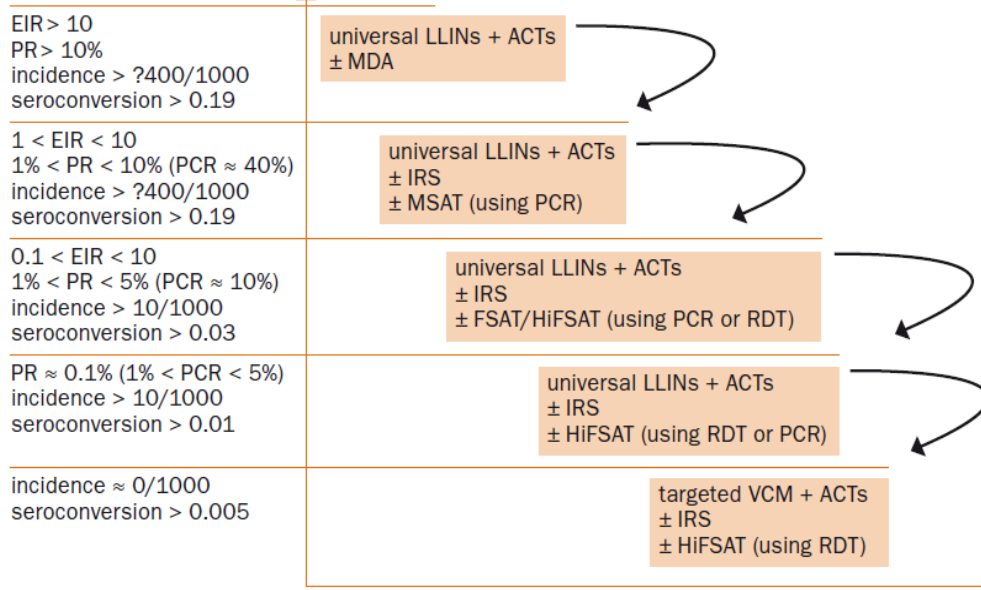 EIR > 10
PR > 10%
incidence > ?400/1000
seroconversion > 0.19
universal LLINs + ACTs
± MDA
1 < EIR < 10
1% < PR < 10% (PCR ≈ 40%)
incidence > ?400/1000
seroconversion > 0.19
universal LLINs + ACTs
± IRS
± MSAT (using PCR)
0.1 < EIR < 10
1% < PR < 5% (PCR ≈ 10%)
incidence > 10/1000
seroconversion > 0.03
universal LLINs + ACTs
± IRS
± FSAT/HiFSAT (using PCR or RDT)
PR ≈ 0.1% (1% < PCR < 5%)
incidence > 10/1000
seroconversion > 0.01
universal LLINs + ACTs
± IRS
± HiFSAT (using RDT or PCR)
incidence ≈ 0/1000
seroconversion > 0.005
targeted VCM + ACTs
± IRS
± HiFSAT (using RDT)